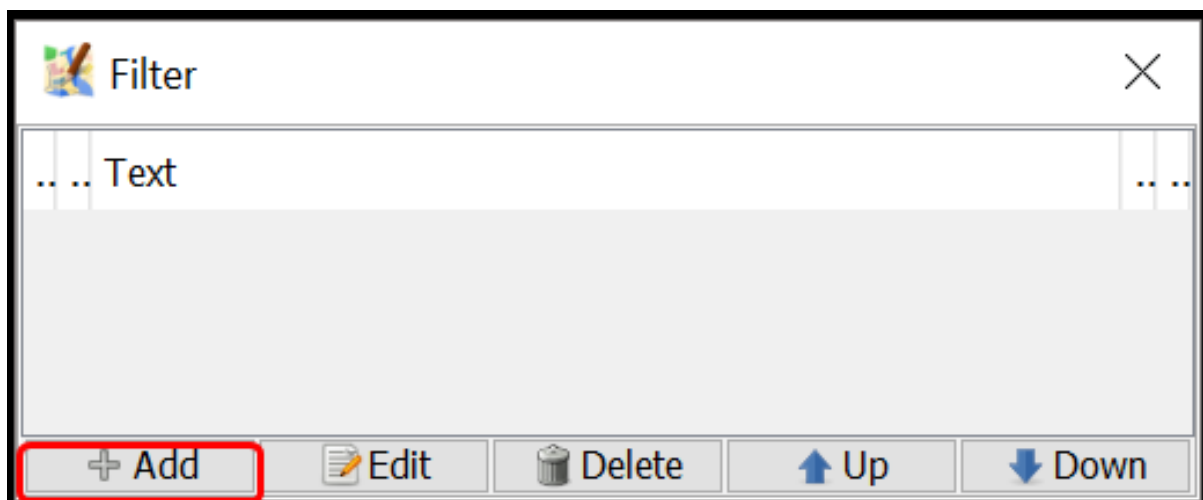 Filter
.. .. Text .. ..
Add Edit Delete Up Down